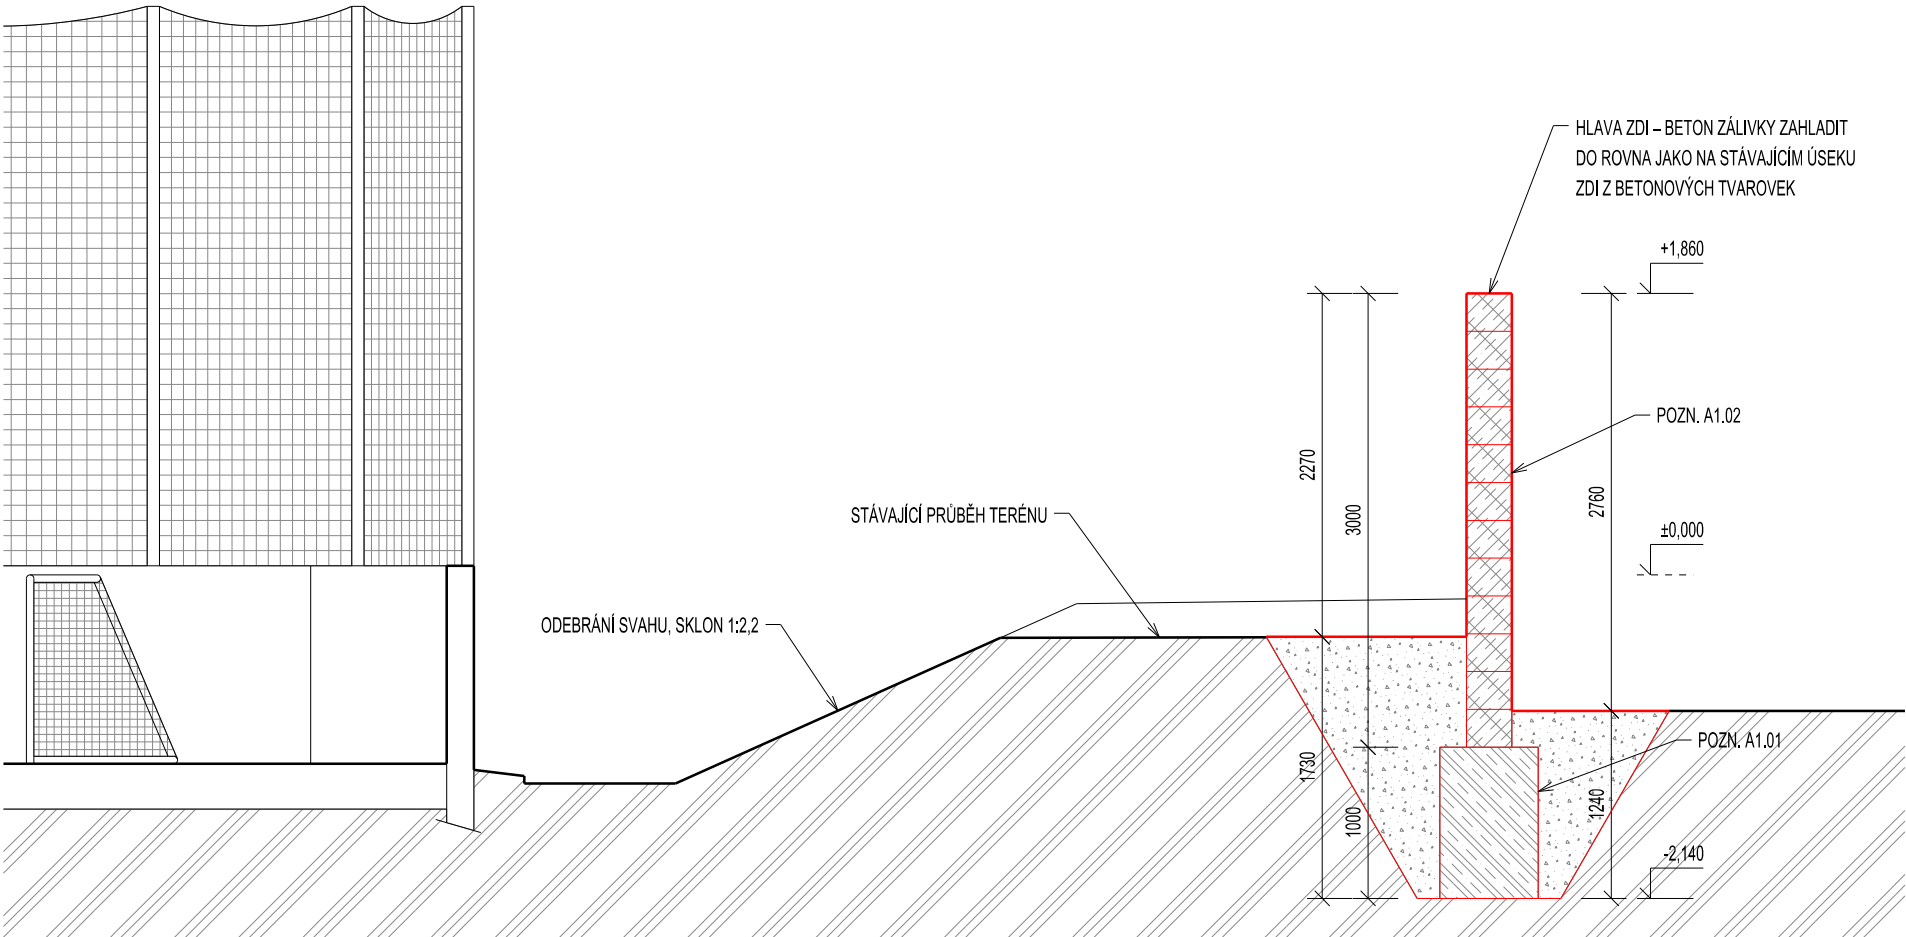 HLAVA ZDI – BETON ZÁLIVKY ZAHLADIT
DO ROVNA JAKO NA STÁVAJÍCÍM ÚSEKU
ZDI Z BETONOVÝCH TVAROVEK
+1,860
POZN. A1.02
2270
3000
2760
STÁVAJÍCÍ PRŮBĚH TERÉNU
±0,000
ODEBRÁNÍ SVAHU, SKLON 1:2,2
POZN. A1.01
1730
1000
1240
-2,140